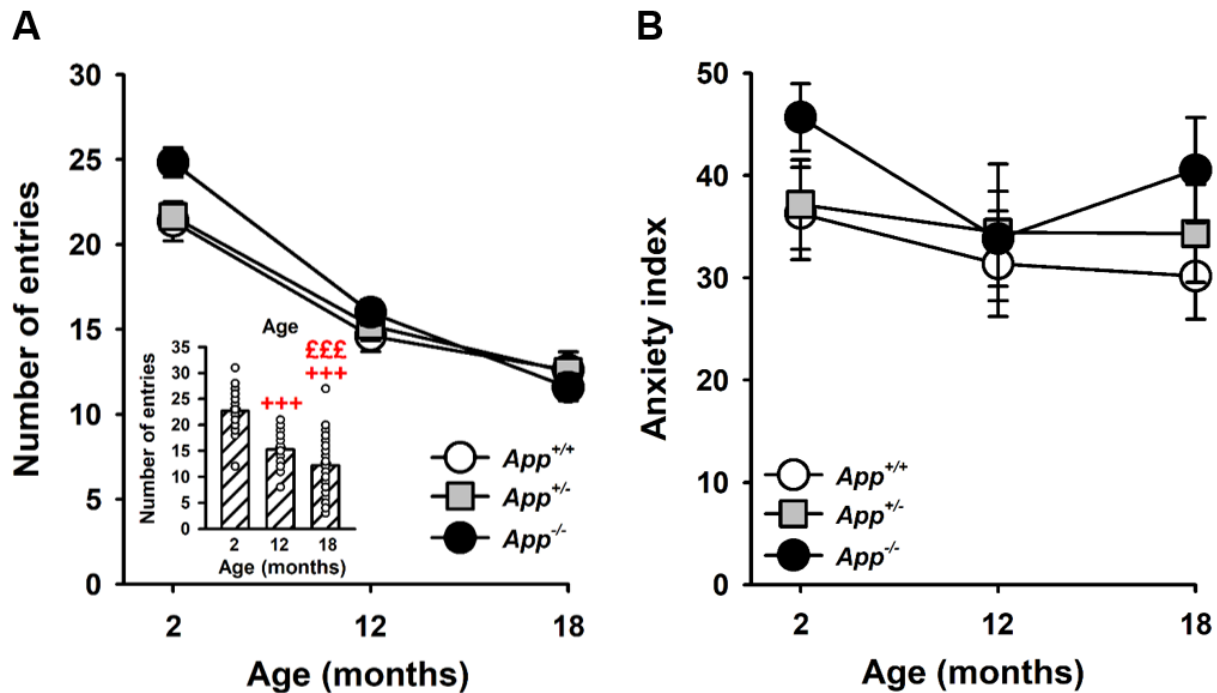 A
Number of entries
30
25
20
15
10
5
0
2 12 18
Age (months)
Age
Number of entries
35
30
25
20
15
10
5
0
£££
+++ +++
2 12 18
Age (months)
App+/+
App+/-
App-/-
B
Anxiety index
50
40
30
20
10
0
2 12 18
Age (months)
App+/+
App+/-
App-/-